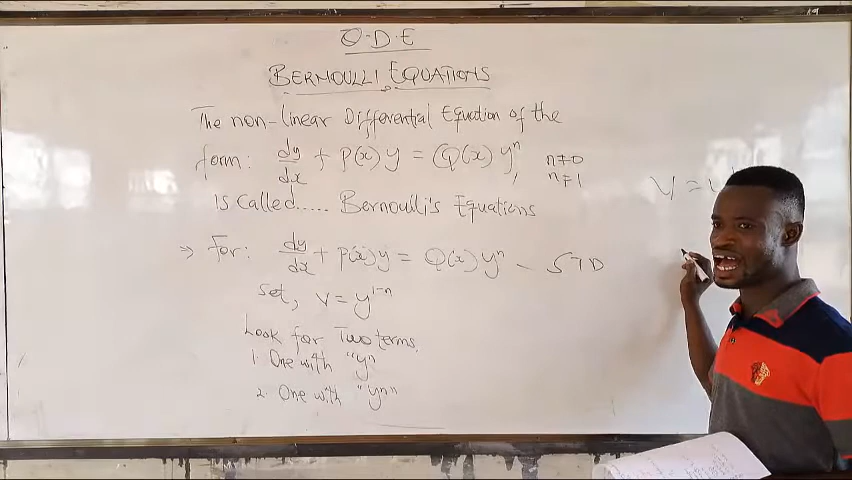 O.D.E
BERNOULLI EQUATIONS
The non-linear Differential Equation of the
form: dy/dx + P(x)y = Q(x)yⁿ, n≠0
n≠1
is Called..... Bernoulli's Equations
⇒ For: dy/dx + P(x)y = Q(x)yⁿ - STD
Set, v = y¹⁻ⁿ
Look for Two terms.
1. One with "y"
2. One with "yⁿ"
V =